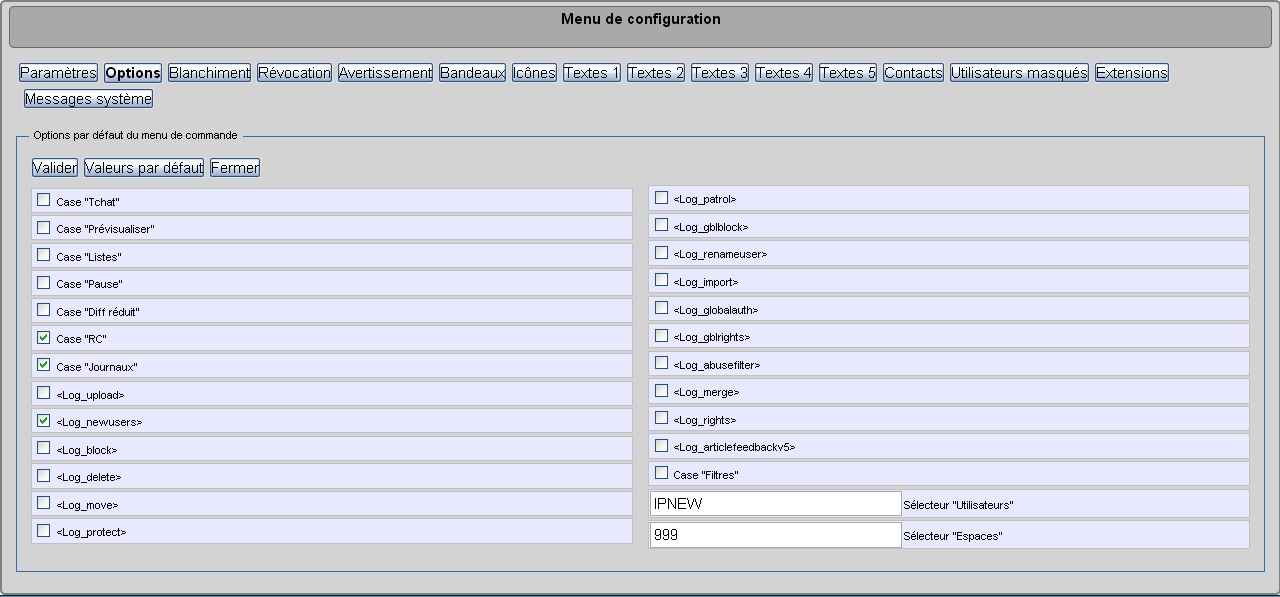 Menu de configuration
Paramètres Options Blanchiment Révocation Avertissement Bandeaux Icônes Textes 1 Textes 2 Textes 3 Textes 4 Textes 5 Contacts Utilisateurs masqués Extensions
Messages système
Options par défaut du menu de commande
Valider Valeurs par défaut Fermer
Case "Tchat"
Case "Prévisualiser"
Case "Listes"
Case "Pause"
Case "Diff réduit"
Case "RC"
Case "Journaux"
<Log_upload>
<Log_newusers>
<Log_block>
<Log_delete>
<Log_move>
<Log_protect>
<Log_patrol>
<Log_gblblock>
<Log_renameuser>
<Log_import>
<Log_globalauth>
<Log_gblrights>
<Log_abusefilter>
<Log_merge>
<Log_rights>
<Log_articlefeedbackv5>
Case "Filtres"
IPNEW Sélecteur "Utilisateurs"
999 Sélecteur "Espaces"